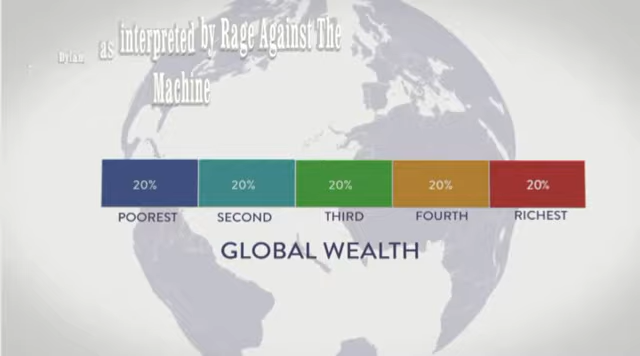 Dylan as interpreted by Rage Against The
Machine
20% 20% 20% 20% 20%
POOREST SECOND THIRD FOURTH RICHEST
GLOBAL WEALTH